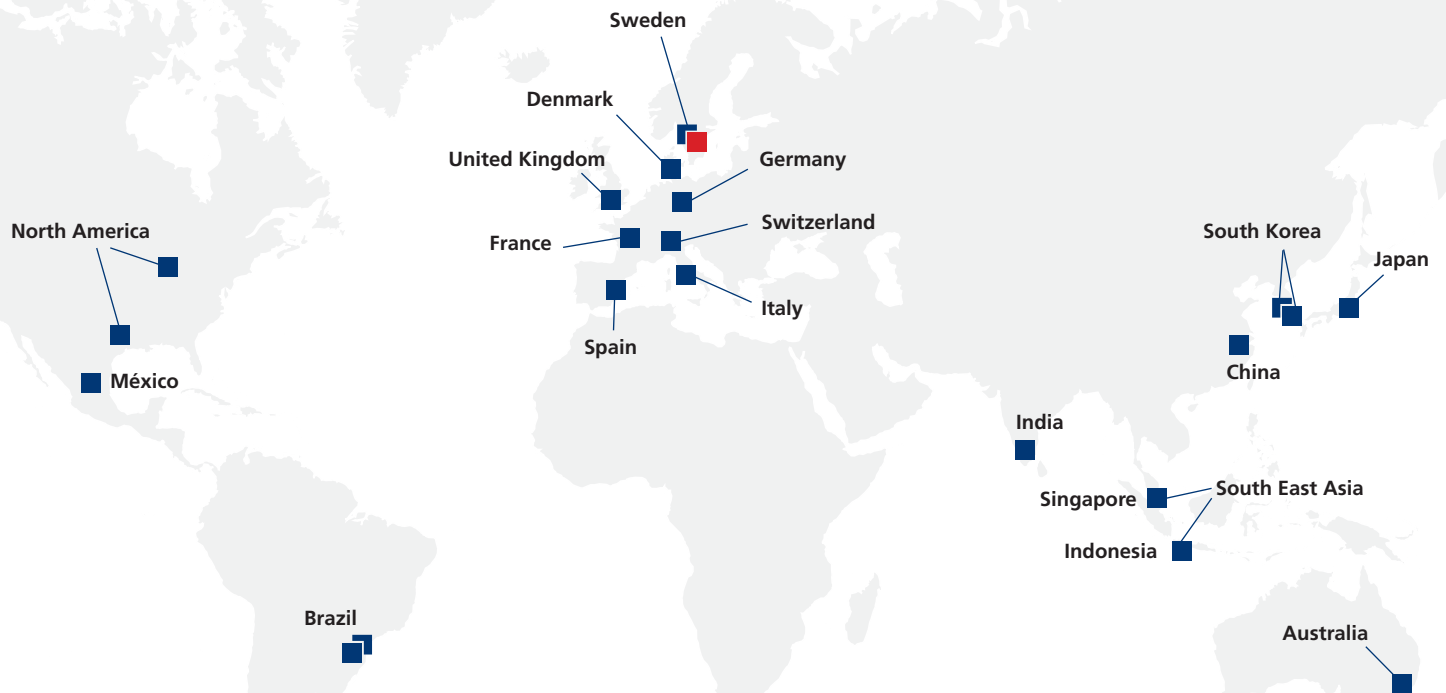 Sweden
Denmark
United Kingdom
Germany
Switzerland
North America
France
South Korea
Japan
Italy
Spain
China
México
India
South East Asia
Singapore
Indonesia
Brazil
Australia